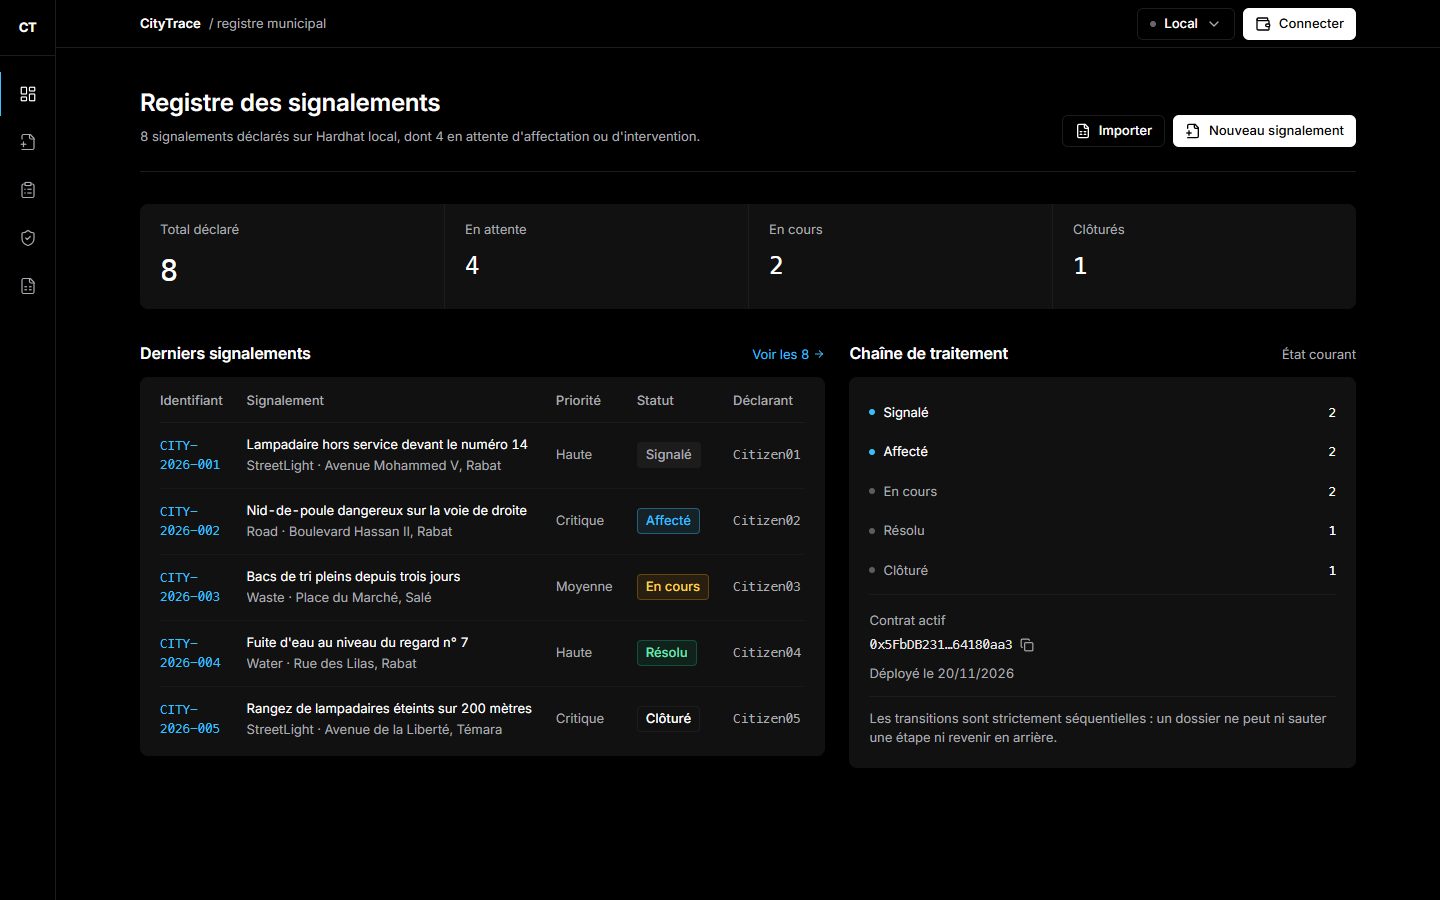 CT
CityTrace / registre municipal
Local
Connecter
Registre des signalements
8 signalements déclarés sur Hardhat local, dont 4 en attente d'affectation ou d'intervention.
Importer
Nouveau signalement
Total déclaré
8
En attente
4
En cours
2
Clôturés
1
Derniers signalements
Voir les 8 →
Identifiant Signalement Priorité Statut Déclarant
CITY-
2026-001
Lampadaire hors service devant le numéro 14
StreetLight · Avenue Mohammed V, Rabat
Haute
Signalé
Citizen01
CITY-
2026-002
Nid-de-poule dangereux sur la voie de droite
Road · Boulevard Hassan II, Rabat
Critique
Affecté
Citizen02
CITY-
2026-003
Bacs de tri pleins depuis trois jours
Waste · Place du Marché, Salé
Moyenne
En cours
Citizen03
CITY-
2026-004
Fuite d'eau au niveau du regard n° 7
Water · Rue des Lilas, Rabat
Haute
Résolu
Citizen04
CITY-
2026-005
Rangez de lampadaires éteints sur 200 mètres
StreetLight · Avenue de la Liberté, Témara
Critique
Clôturé
Citizen05
Chaîne de traitement
État courant
Signalé 2
Affecté 2
En cours 2
Résolu 1
Clôturé 1
Contrat actif
0x5FbDB231…64180aa3
Déployé le 20/11/2026
Les transitions sont strictement séquentielles : un dossier ne peut ni sauter
une étape ni revenir en arrière.